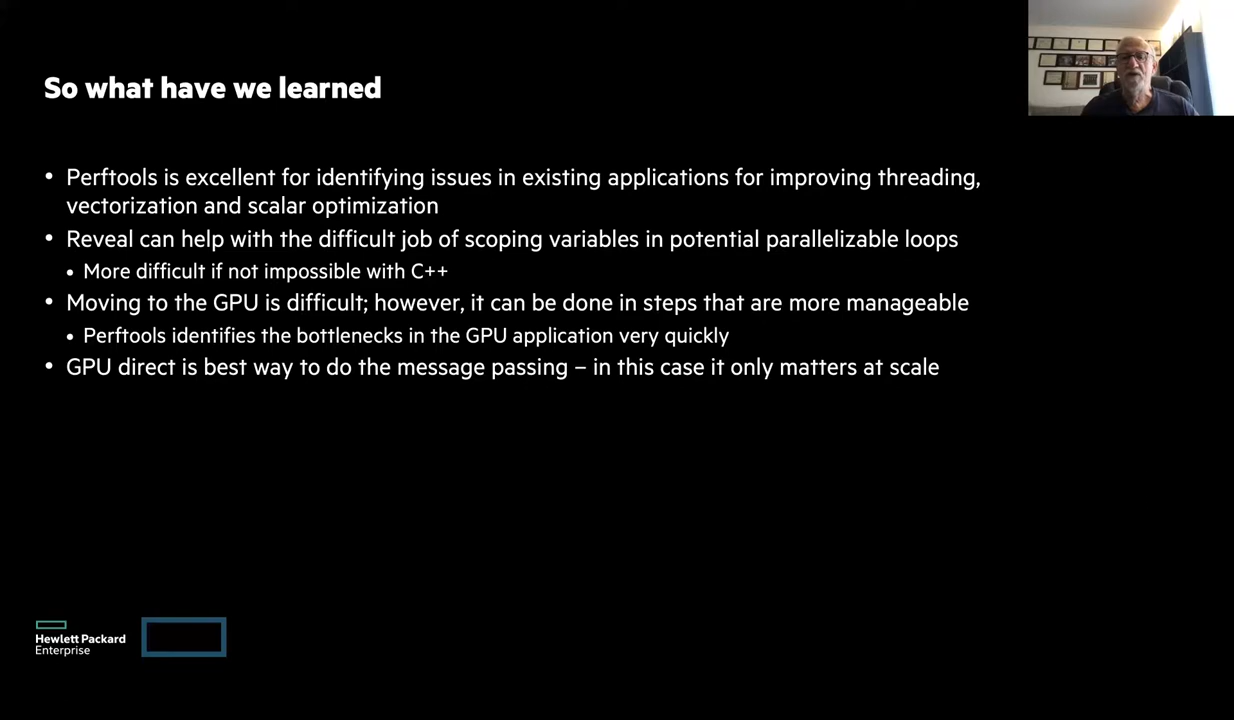 So what have we learned
• Perftools is excellent for identifying issues in existing applications for improving threading,
vectorization and scalar optimization
• Reveal can help with the difficult job of scoping variables in potential parallelizable loops
• More difficult if not impossible with C++
• Moving to the GPU is difficult; however, it can be done in steps that are more manageable
• Perftools identifies the bottlenecks in the GPU application very quickly
• GPU direct is best way to do the message passing – in this case it only matters at scale
Hewlett Packard
Enterprise